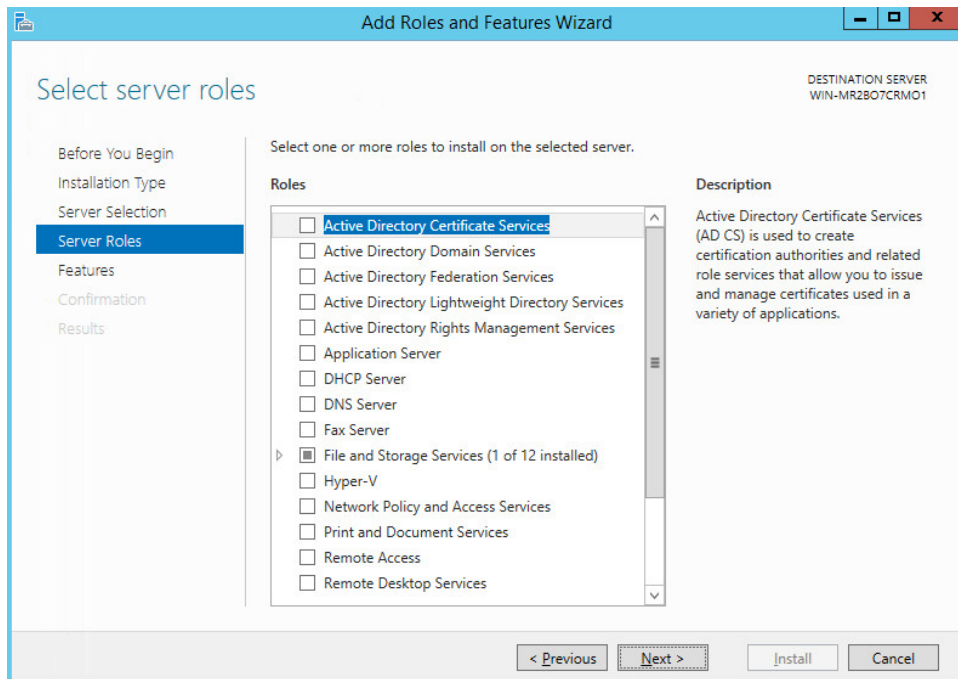 Add Roles and Features Wizard
Select server roles
DESTINATION SERVER
WIN-MR2BO7CRMO1
Before You Begin
Installation Type
Server Selection
Server Roles
Features
Confirmation
Results
Select one or more roles to install on the selected server.
Roles
Active Directory Certificate Services
Active Directory Domain Services
Active Directory Federation Services
Active Directory Lightweight Directory Services
Active Directory Rights Management Services
Application Server
DHCP Server
DNS Server
Fax Server
File and Storage Services (1 of 12 installed)
Hyper-V
Network Policy and Access Services
Print and Document Services
Remote Access
Remote Desktop Services
Description
Active Directory Certificate Services
(AD CS) is used to create
certification authorities and related
role services that allow you to issue
and manage certificates used in a
variety of applications.
< Previous
Next >
Install
Cancel